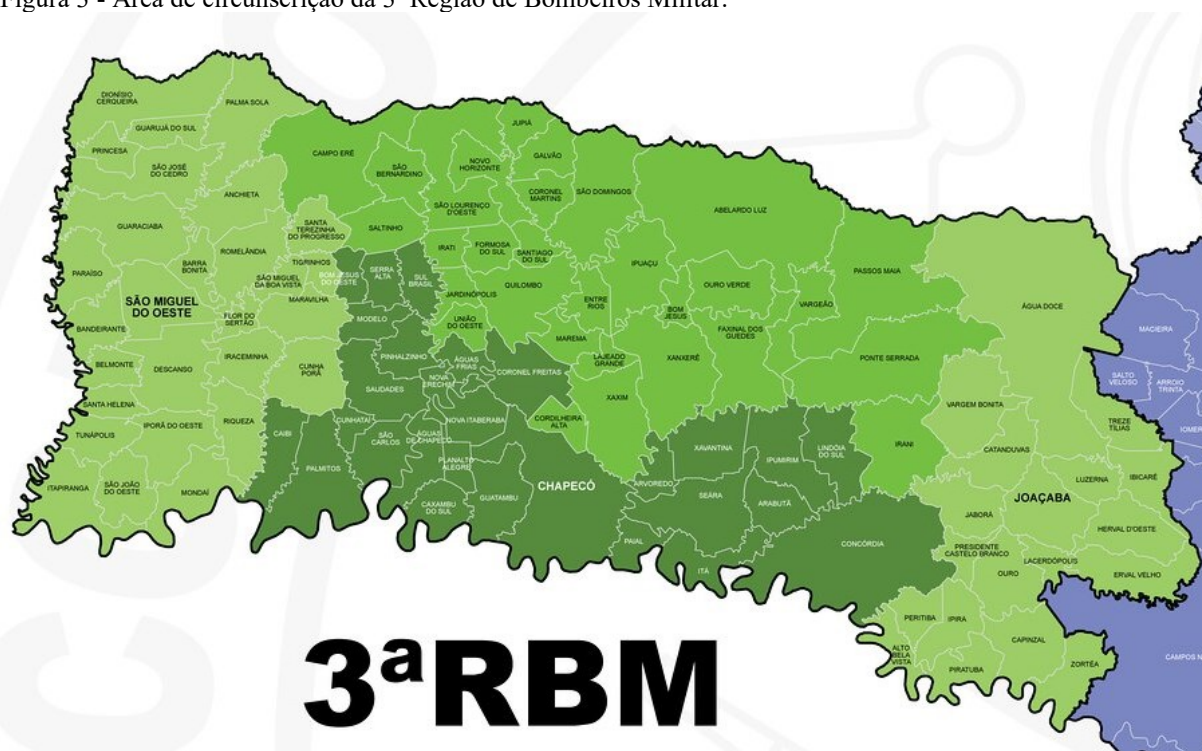 Figura 3 - Área de circunscrição da 3ª Região de Bombeiros Militar.
DIONÍSIO
CERQUEIRA
PALMA SOLA
GUARUJÁ DO SUL
PRINCESA
SÃO JOSÉ
DO CEDRO
ANCHIETA
GUARACIABA
SANTA
TEREZINHA
DO PROGRESSO
ROMELÂNDIA
BARRA
BONITA
PARAÍSO
TIGRINHOS
SÃO MIGUEL
DA BOA VISTA
MARAVILHA
SÃO MIGUEL
DO OESTE
FLOR DO
SERTÃO
BANDEIRANTE
IRACEMINHA
BELMONTE
DESCANSO
CUNHA
PORÃ
SANTA HELENA
IPORÃ DO OESTE
RIQUEZA
TUNÁPOLIS
ITAPIRANGA
SÃO JOÃO
DO OESTE
MONDAÍ
CAMPO ERÊ
SÃO
BERNARDINO
JUPIÁ
NOVO
HORIZONTE
GALVÃO
CORONEL
MARTINS
SÃO DOMINGOS
SÃO LOURENÇO
D'OESTE
SALTINHO
ABELARDO LUZ
IRATI
FORMOSA
DO SUL
SANTIAGO
DO SUL
IPUAÇU
PASSOS MAIA
OURO VERDE
JARDINÓPOLIS
QUILOMBO
ENTRE
RIOS
BOM
JESUS
VARGEÃO
UNIÃO
DO OESTE
MAREMA
FAXINAL DOS
GUEDES
LAJEADO
GRANDE
XANXERÊ
PONTE SERRADA
XAXIM
CORDILHEIRA
ALTA
IRANI
BOM JESUS
DO OESTE
SERRA
ALTA
SUL
BRASIL
MODELO
PINHALZINHO
ÁGUAS
FRIAS
NOVA
ERECHIM
CORONEL FREITAS
SAUDADES
CAIBI
CUNHATAÍ
SÃO
CARLOS
ÁGUAS
DE CHAPECÓ
NOVA ITABERABA
PALMITOS
PLANALTO
ALEGRE
CAXAMBU
DO SUL
GUATAMBU
CHAPECÓ
XAVANTINA
LINDÓIA
DO SUL
IPUMIRIM
ARVOREDO
SEÁRA
ARABUTÃ
PAIAL
ITÁ
CONCÓRDIA
ÁGUA DOCE
VARGEM BONITA
TREZE
TÍLIAS
CATANDUVAS
LUZERNA
IBICARÉ
JOAÇABA
JABORÁ
HERVAL D'OESTE
PRESIDENTE
CASTELO BRANCO
LACERDÓPOLIS
OURO
ERVAL VELHO
PERITIBA
IPIRA
CAPINZAL
ALTO
BELA
VISTA
PIRATUBA
ZORTÉA
MACIEIRA
SALTO
VELOSO
ARROIO
TRINTA
IOMER
CAMPOS N
3ªRBM